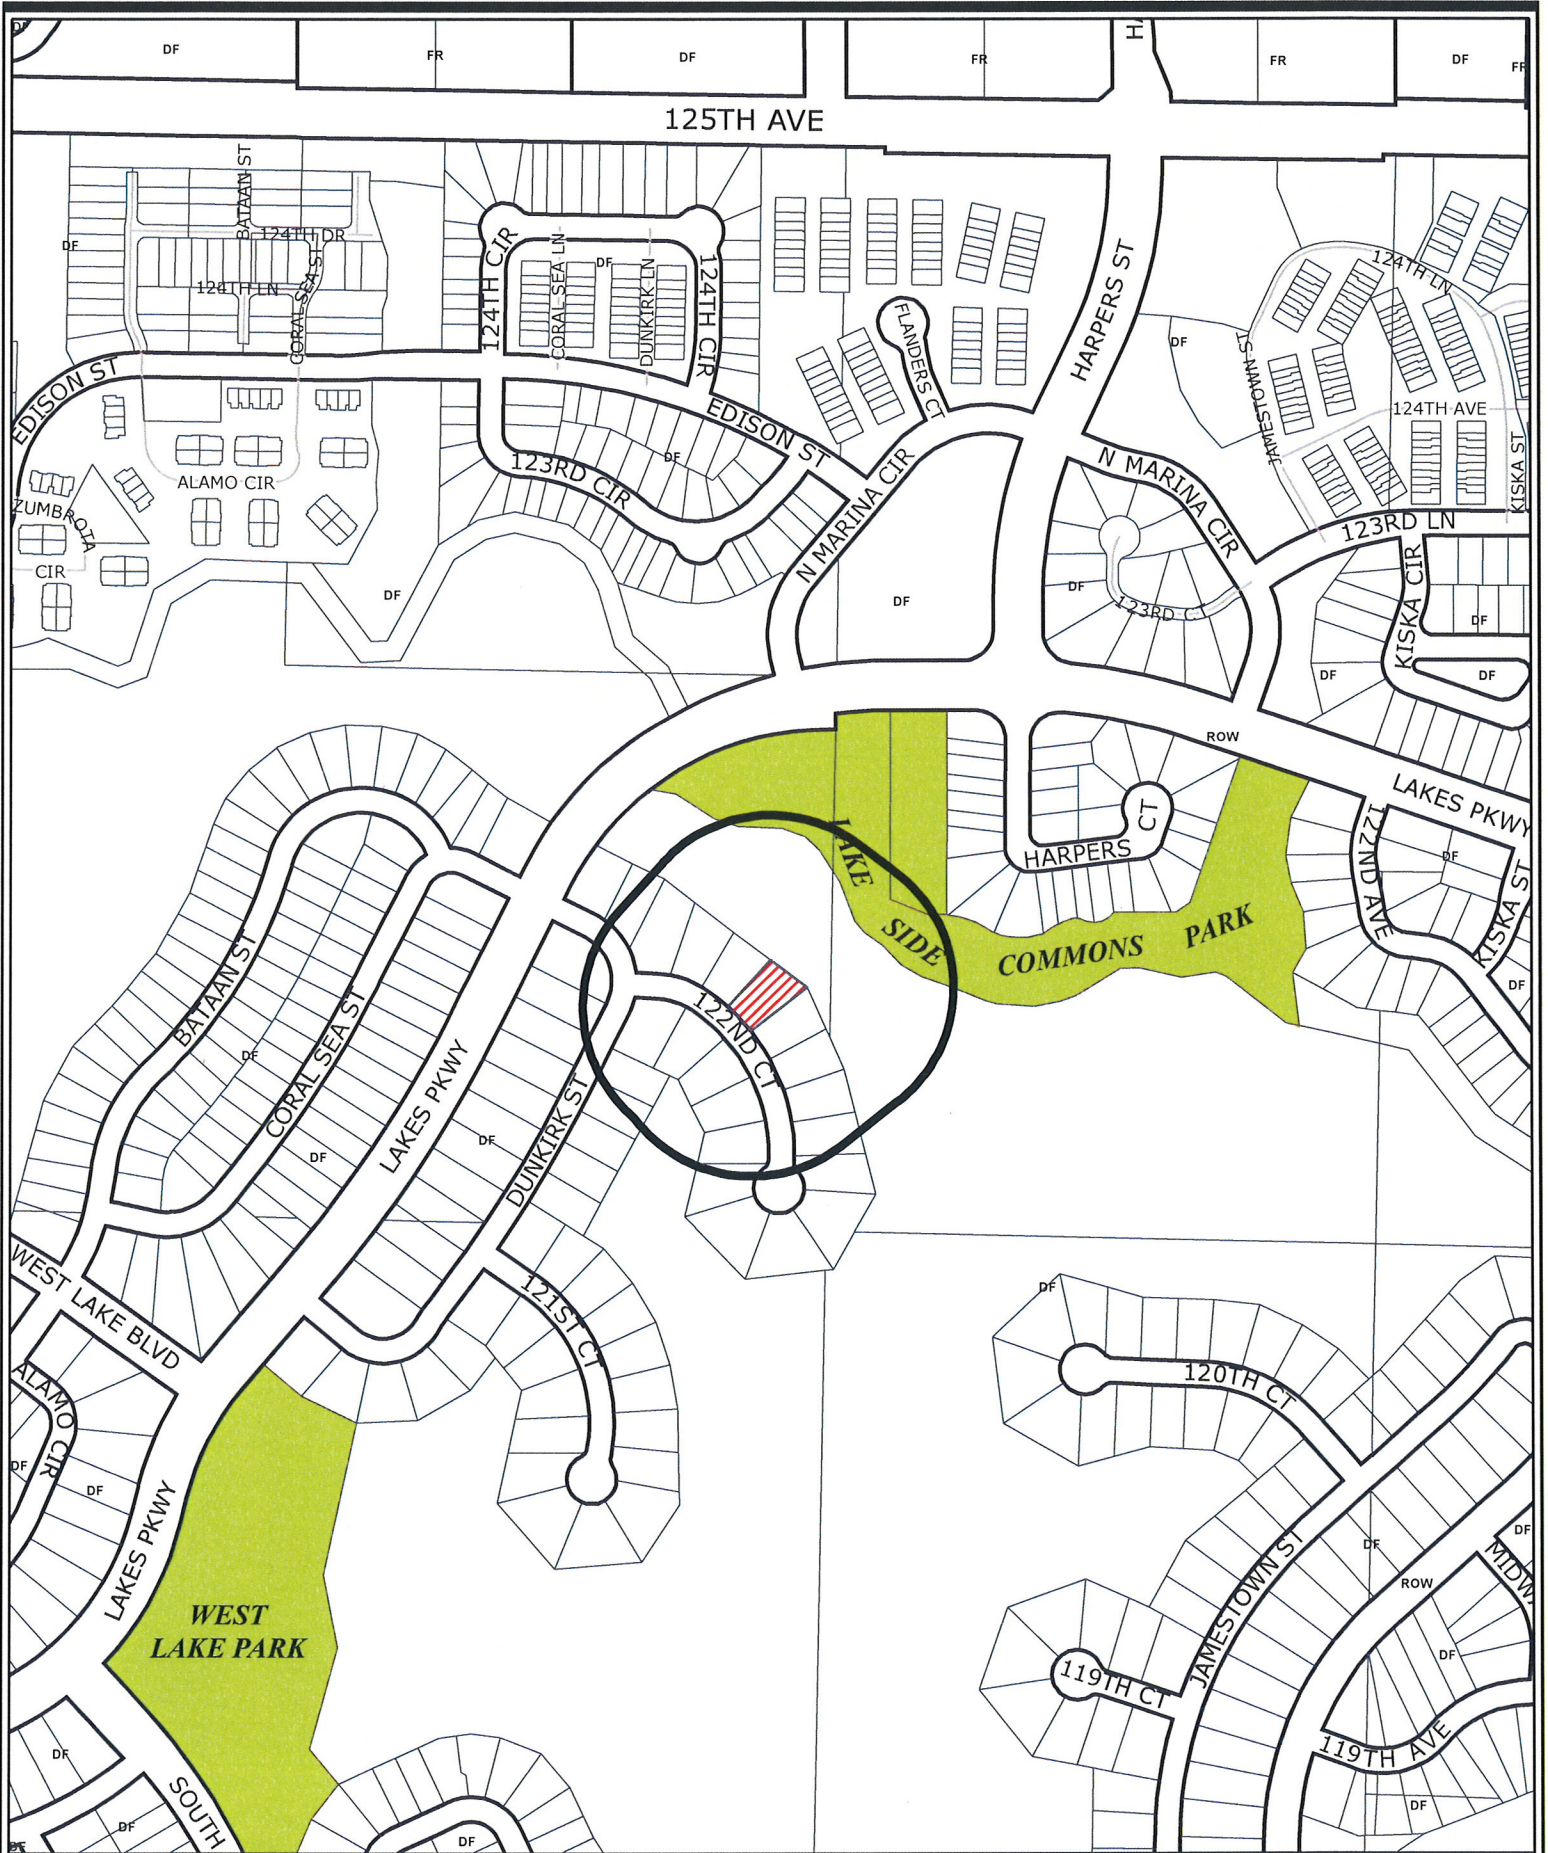 DF
DF
FR
DF
FR
FR
DF
FR
125TH AVE
BATAAN ST
124TH DR
DF
124TH LN
CORAL SEA ST
124TH CIR
CORAL SEA LN
DF
DUNKIRK LN
124TH CIR
FLANDERS CT
HARPERS ST
DF
124TH LN
JAMESTOWN ST
124TH AVE
KISKA ST
EDISON ST
EDISON ST
ALAMO CIR
ZUMBROTA
CIR
123RD CIR
DF
N MARINA CIR
N MARINA CIR
123RD LN
KISKA CIR
DF
DF
DF
123RD CT
DF
DF
DF
ROW
LAKES PKWY
HARPERS
CT
122ND AVE
DF
KISKA ST
DF
LAKE
SIDE
COMMONS
PARK
122ND CT
BATAAN ST
CORAL SEA ST
DF
DF
LAKES PKWY
DF
DUNKIRK ST
WEST LAKE BLVD
121ST CT
DF
120TH CT
ALAMO CIR
DF
DF
LAKES PKWY
WEST
LAKE PARK
JAMESTOWN ST
DF
ROW
DF
DF
119TH CT
119TH AVE
DF
DF
SOUTH
DF
DF